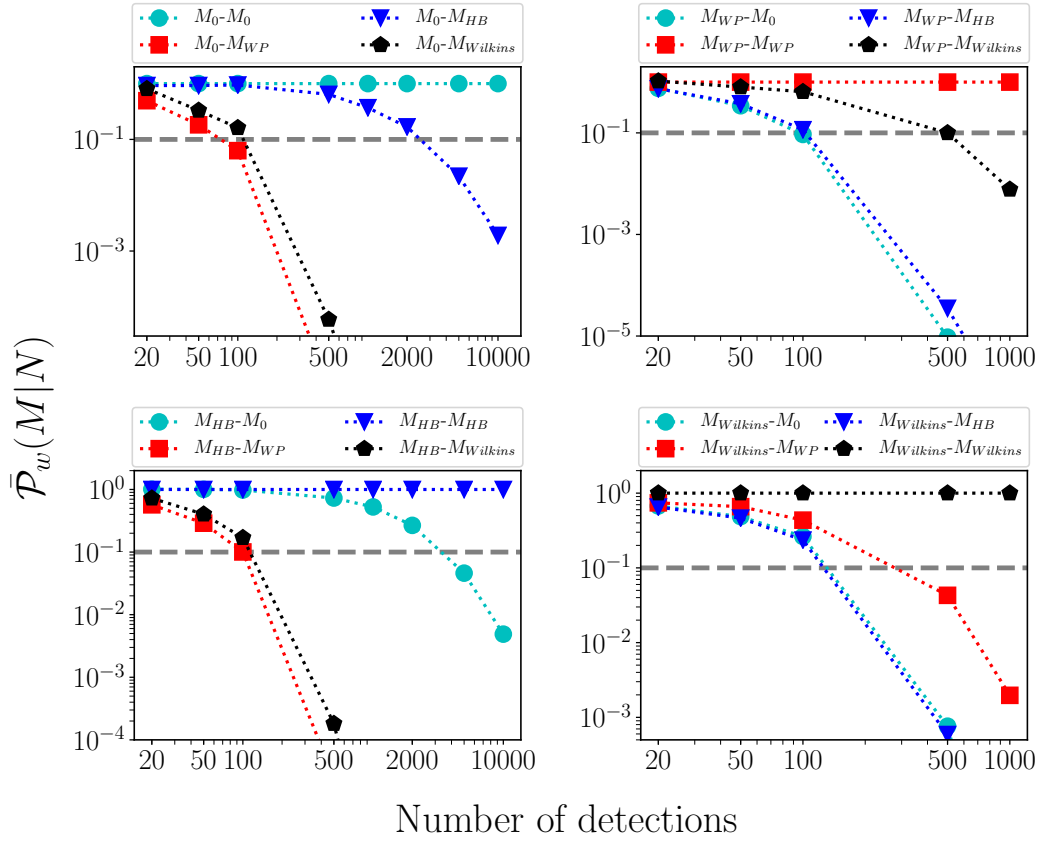 M_0-M_0 M_0-M_HB
M_0-M_WP M_0-M_Wilkins
M_WP-M_0 M_WP-M_HB
M_WP-M_WP M_WP-M_Wilkins
10^{-1}
10^{-3}
20 50 100 500 2000 10000
10^{-1}
10^{-3}
10^{-5}
20 50 100 500 1000
\bar{\mathcal{P}}_w(M|N)
M_HB-M_0 M_HB-M_HB
M_HB-M_WP M_HB-M_Wilkins
M_Wilkins-M_0 M_Wilkins-M_HB
M_Wilkins-M_WP M_Wilkins-M_Wilkins
10^0
10^{-1}
10^{-2}
10^{-3}
10^{-4}
20 50 100 500 2000 10000
10^0
10^{-1}
10^{-2}
10^{-3}
20 50 100 500 1000
Number of detections